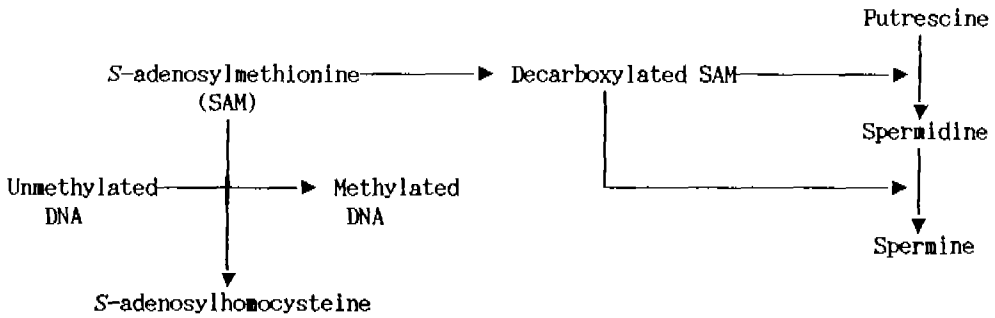 Putrescine
S-adenosylmethionine
(SAM)
Decarboxylated SAM
Spermidine
Unmethylated
DNA
Methylated
DNA
Spermine
S-adenosylhomocysteine